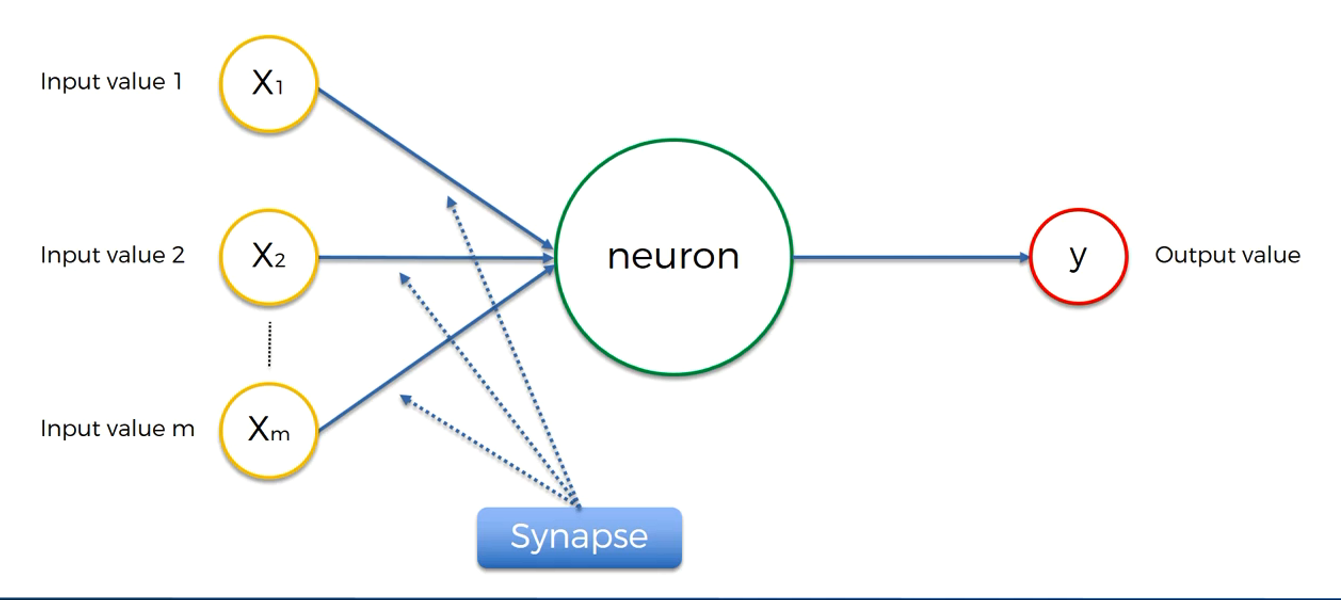 Input value 1
X₁
Input value 2
X₂
neuron
y
Output value
Input value m
Xₘ
Synapse